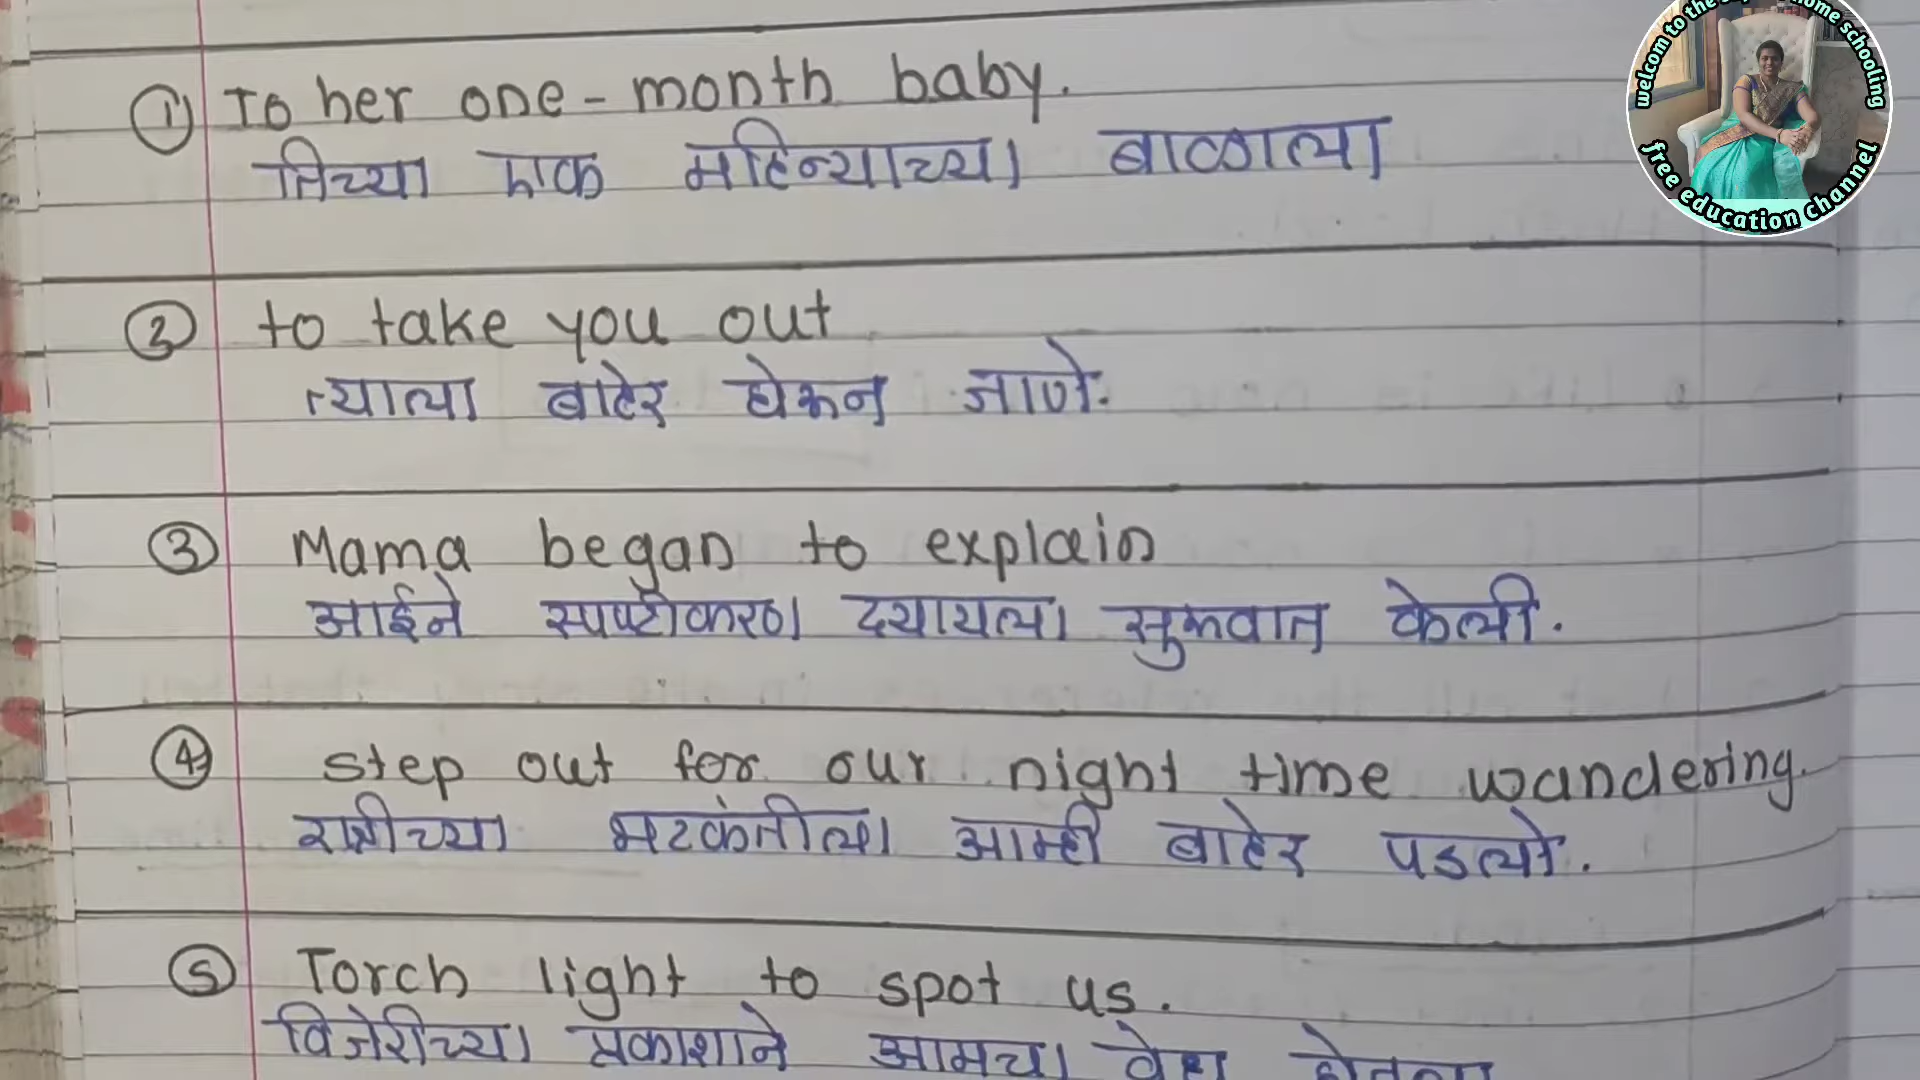 ① To her one-month baby.
तिच्या एक महिन्याच्या बाळाला
② to take you out
त्याला बाहेर घेऊन जाणे.
③ Mama began to explain
आईने स्पष्टीकरण दयायला सुरूवात केली.
④ step out for our night time wandering.
रात्रीच्या भटकंतीला आम्ही बाहेर पडलो.
⑤ Torch light to spot us.
विजेरीच्या प्रकाशाने आमचा वेध घेतला
welcom to the home schooling
free education channel